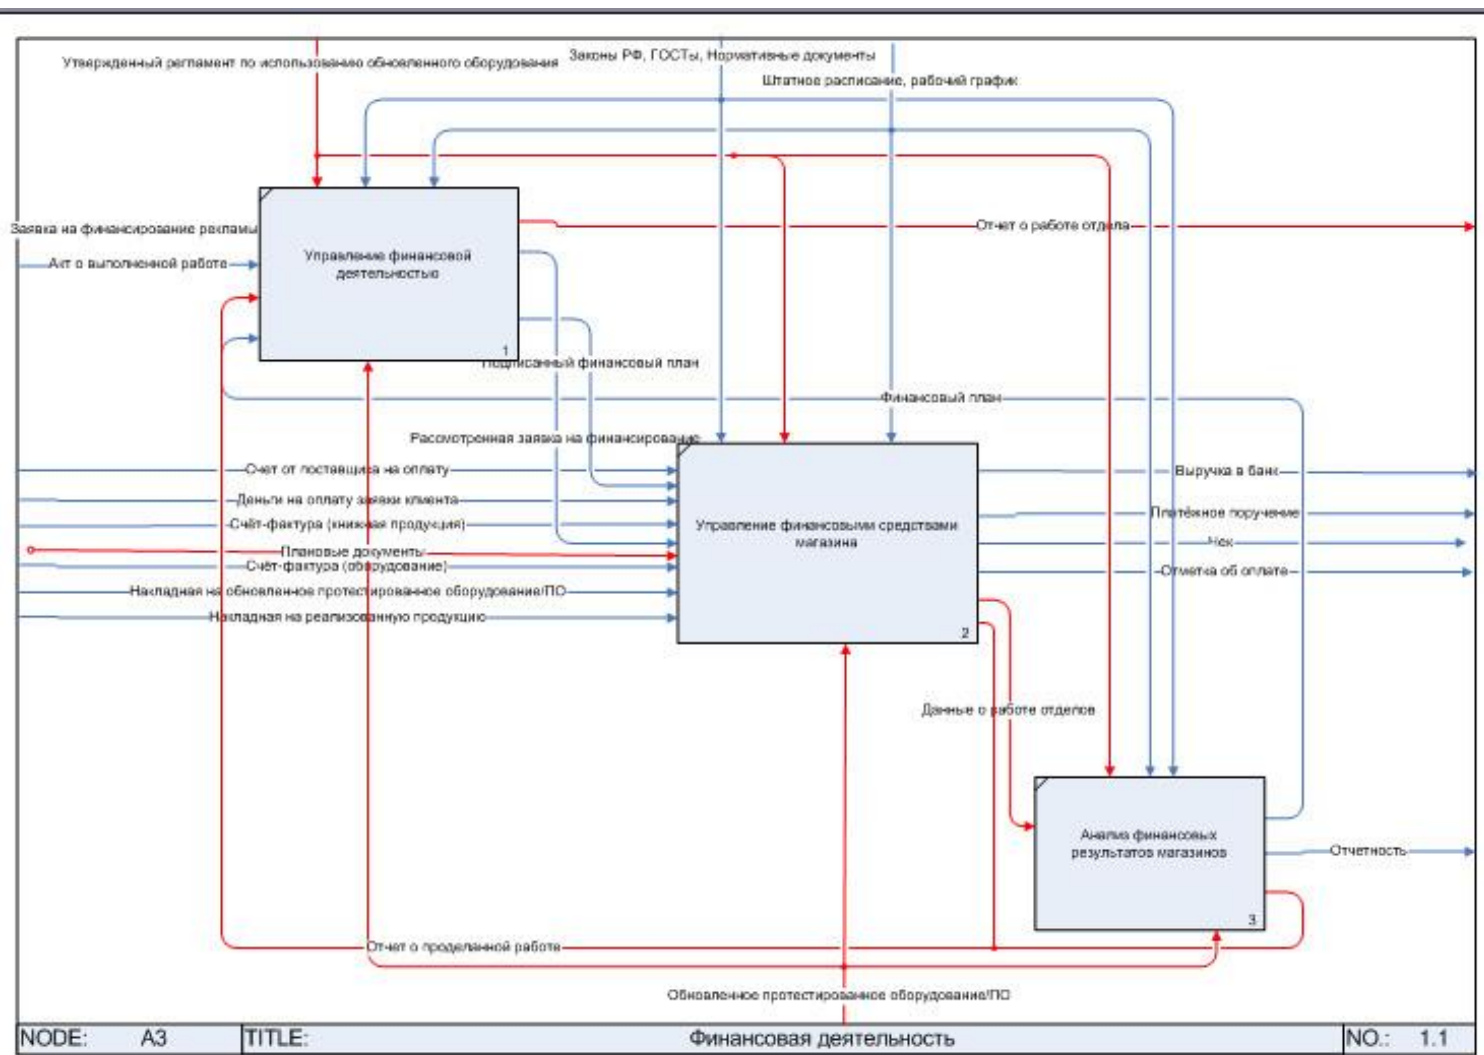 Утвержденный регламент по использованию обновленного оборудования
Законы РФ, ГОСТы, Нормативные документы
Штатное расписание, рабочий график
Заявка на финансирование рекламы
Акт о выполненной работе
Управление финансовой
деятельностью
1
Отчет о работе отдела
Подписанный финансовый план
Финансовый план
Рассмотренная заявка на финансирование
Счет от поставщика на оплату
Деньги на оплату заявки клиента
Счёт-фактура (книжная продукция)
Плановые документы
Счёт-фактура (оборудование)
Накладная на обновленное протестированное оборудование/ПО
Накладная на реализованную продукцию
Управление финансовыми средствами
магазина
2
Выручка в банк
Платёжное поручение
Чек
Отметка об оплате
Данные о работе отделов
Анализ финансовых
результатов магазинов
3
Отчетность
Отчет о проделанной работе
Обновленное протестированное оборудование/ПО
NODE: A3 TITLE: Финансовая деятельность NO.: 1.1